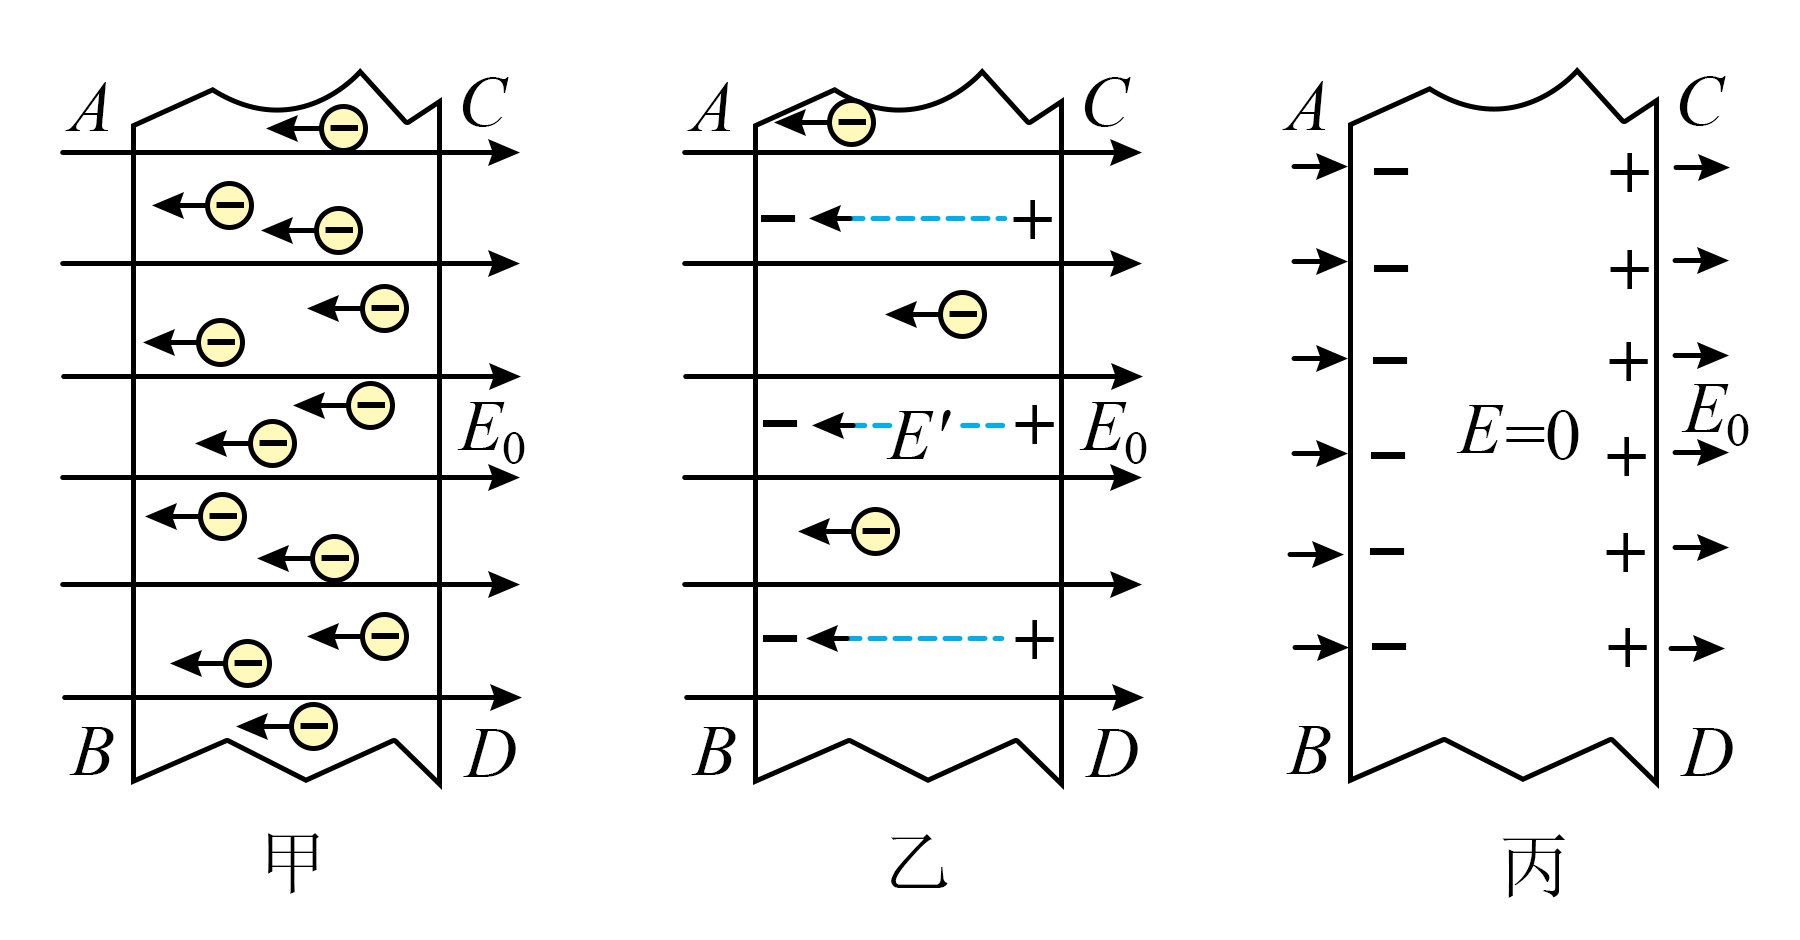 A C A C A C
E₀ E′ E₀ E=0 E₀
B D B D B D
甲 乙 丙